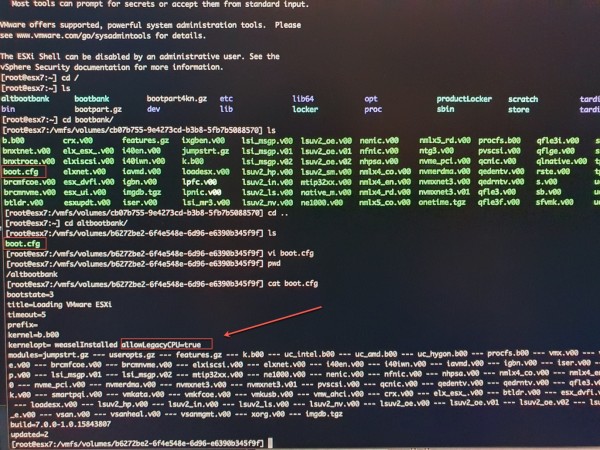 Most tools can prompt for secrets or accept them from standard input.
VMware offers supported, powerful system administration tools. Please
see www.vmware.com/go/sysadmintools for details.
The ESXi Shell can be disabled by an administrative user. See the
vSphere Security documentation for more information.
[root@esx7:~] cd /
[root@esx7:~] ls
altbootbank bootbank bootpart4kn.gz etc lib64 opt productLocker scratch tardi
bin bootpart.gz dev lib locker proc sbin store tardi
[root@esx7:~] cd bootbank/
[root@esx7:/vmfs/volumes/cb07b755-9e4273cd-b3b8-5fb7b5088570] ls
b.b00 crx.v00 features.gz ixgben.v00 lsi_msgp.v00 lsuv2_oe.v00 nenic.v00 nmlx5_rd.v00 procfs.b00 qfle3i.v
bnxtnet.v00 elx_esx_.v00 i40en.v00 jumpstrt.gz lsi_msgp.v01 lsuv2_oe.v01 nfnic.v00 ntg3.v00 pvscsi.v00 qflge.v0
bnxtroce.v00 elxiscsi.v00 i40iwn.v00 k.b00 lsi_msgp.v02 lsuv2_oe.v02 nhpsa.v00 nvme_pci.v00 qcnic.v00 qlnative.v
boot.cfg elxnet.v00 iavmd.v00 loadesx.v00 lsuv2_hp.v00 lsuv2_sm.v00 nmlx4_co.v00 nvmerdma.v00 qedentv.v00 rste.v00
brcmfcoe.v00 esx_dvfi.v00 igbn.v00 lpfc.v00 lsuv2_in.v00 mtip32xx.v00 nmlx4_en.v00 nvmxnet3.v00 qedrntv.v00 s.v00
brcmnvme.v00 esx_ui.v00 imgdb.tgz lpnic.v00 lsuv2_ls.v00 native_m.v00 nmlx4_rd.v00 nvmxnet3.v01 qfle3.v00 sb.v00
btldr.v00 esxupdt.v00 iser.v00 lsi_mr3.v00 lsuv2_nv.v00 ne1000.v00 nmlx5_co.v00 onetime.tgz qfle3f.v00 sfvmk.v00
[root@esx7:/vmfs/volumes/cb07b755-9e4273cd-b3b8-5fb7b5088570] cd ..
[root@esx7:~] cd altbootbank/
[root@esx7:/vmfs/volumes/b6272be2-6f4e548e-6d96-e6390b345f9f] ls
boot.cfg
[root@esx7:/vmfs/volumes/b6272be2-6f4e548e-6d96-e6390b345f9f] vi boot.cfg
[root@esx7:/vmfs/volumes/b6272be2-6f4e548e-6d96-e6390b345f9f] pwd
/altbootbank
[root@esx7:/vmfs/volumes/b6272be2-6f4e548e-6d96-e6390b345f9f] cat boot.cfg
bootstate=3
title=Loading VMware ESXi
timeout=5
prefix=
kernel=b.b00
kernelopt= weaselInstalled allowLegacyCPU=true
modules=jumpstrt.gz --- useropts.gz --- features.gz --- k.b00 --- uc_intel.b00 --- uc_amd.b00 --- uc_hygon.b00 --- procfs.b00 --- vmx.v00 --- v
e.v00 --- brcmfcoe.v00 --- brcmnvme.v00 --- elxiscsi.v00 --- elxnet.v00 --- i40en.v00 --- i40iwn.v00 --- iavmd.v00 --- igbn.v00 --- iser.v00
p.v00 --- lsi_msgp.v01 --- lsi_msgp.v02 --- mtip32xx.v00 --- ne1000.v00 --- nenic.v00 --- nfnic.v00 --- nhpsa.v00 --- nmlx4_co.v00 --- nmlx4_en
0 --- nvme_pci.v00 --- nvmerdma.v00 --- nvmxnet3.v00 --- nvmxnet3.v01 --- pvscsi.v00 --- qcnic.v00 --- qedentv.v00 --- qedrntv.v00 --- qfle3.v
k.v00 --- smartpqi.v00 --- vmkata.v00 --- vmkfcoe.v00 --- vmkusb.v00 --- vmw_ahci.v00 --- crx.v00 --- elx_esx_.v00 --- btldr.v00 --- esx_dvfi.v
--- loadesx.v00 --- lsuv2_hp.v00 --- lsuv2_in.v00 --- lsuv2_ls.v00 --- lsuv2_nv.v00 --- lsuv2_oe.v00 --- lsuv2_oe.v01 --- lsuv2_oe.v02 --- lsu
_e.v00 --- vsan.v00 --- vsanheal.v00 --- vsanmgmt.v00 --- xorg.v00 --- imgdb.tgz
build=7.0.0-1.0.15843807
updated=2
[root@esx7:/vmfs/volumes/b6272be2-6f4e548e-6d96-e6390b345f9f]